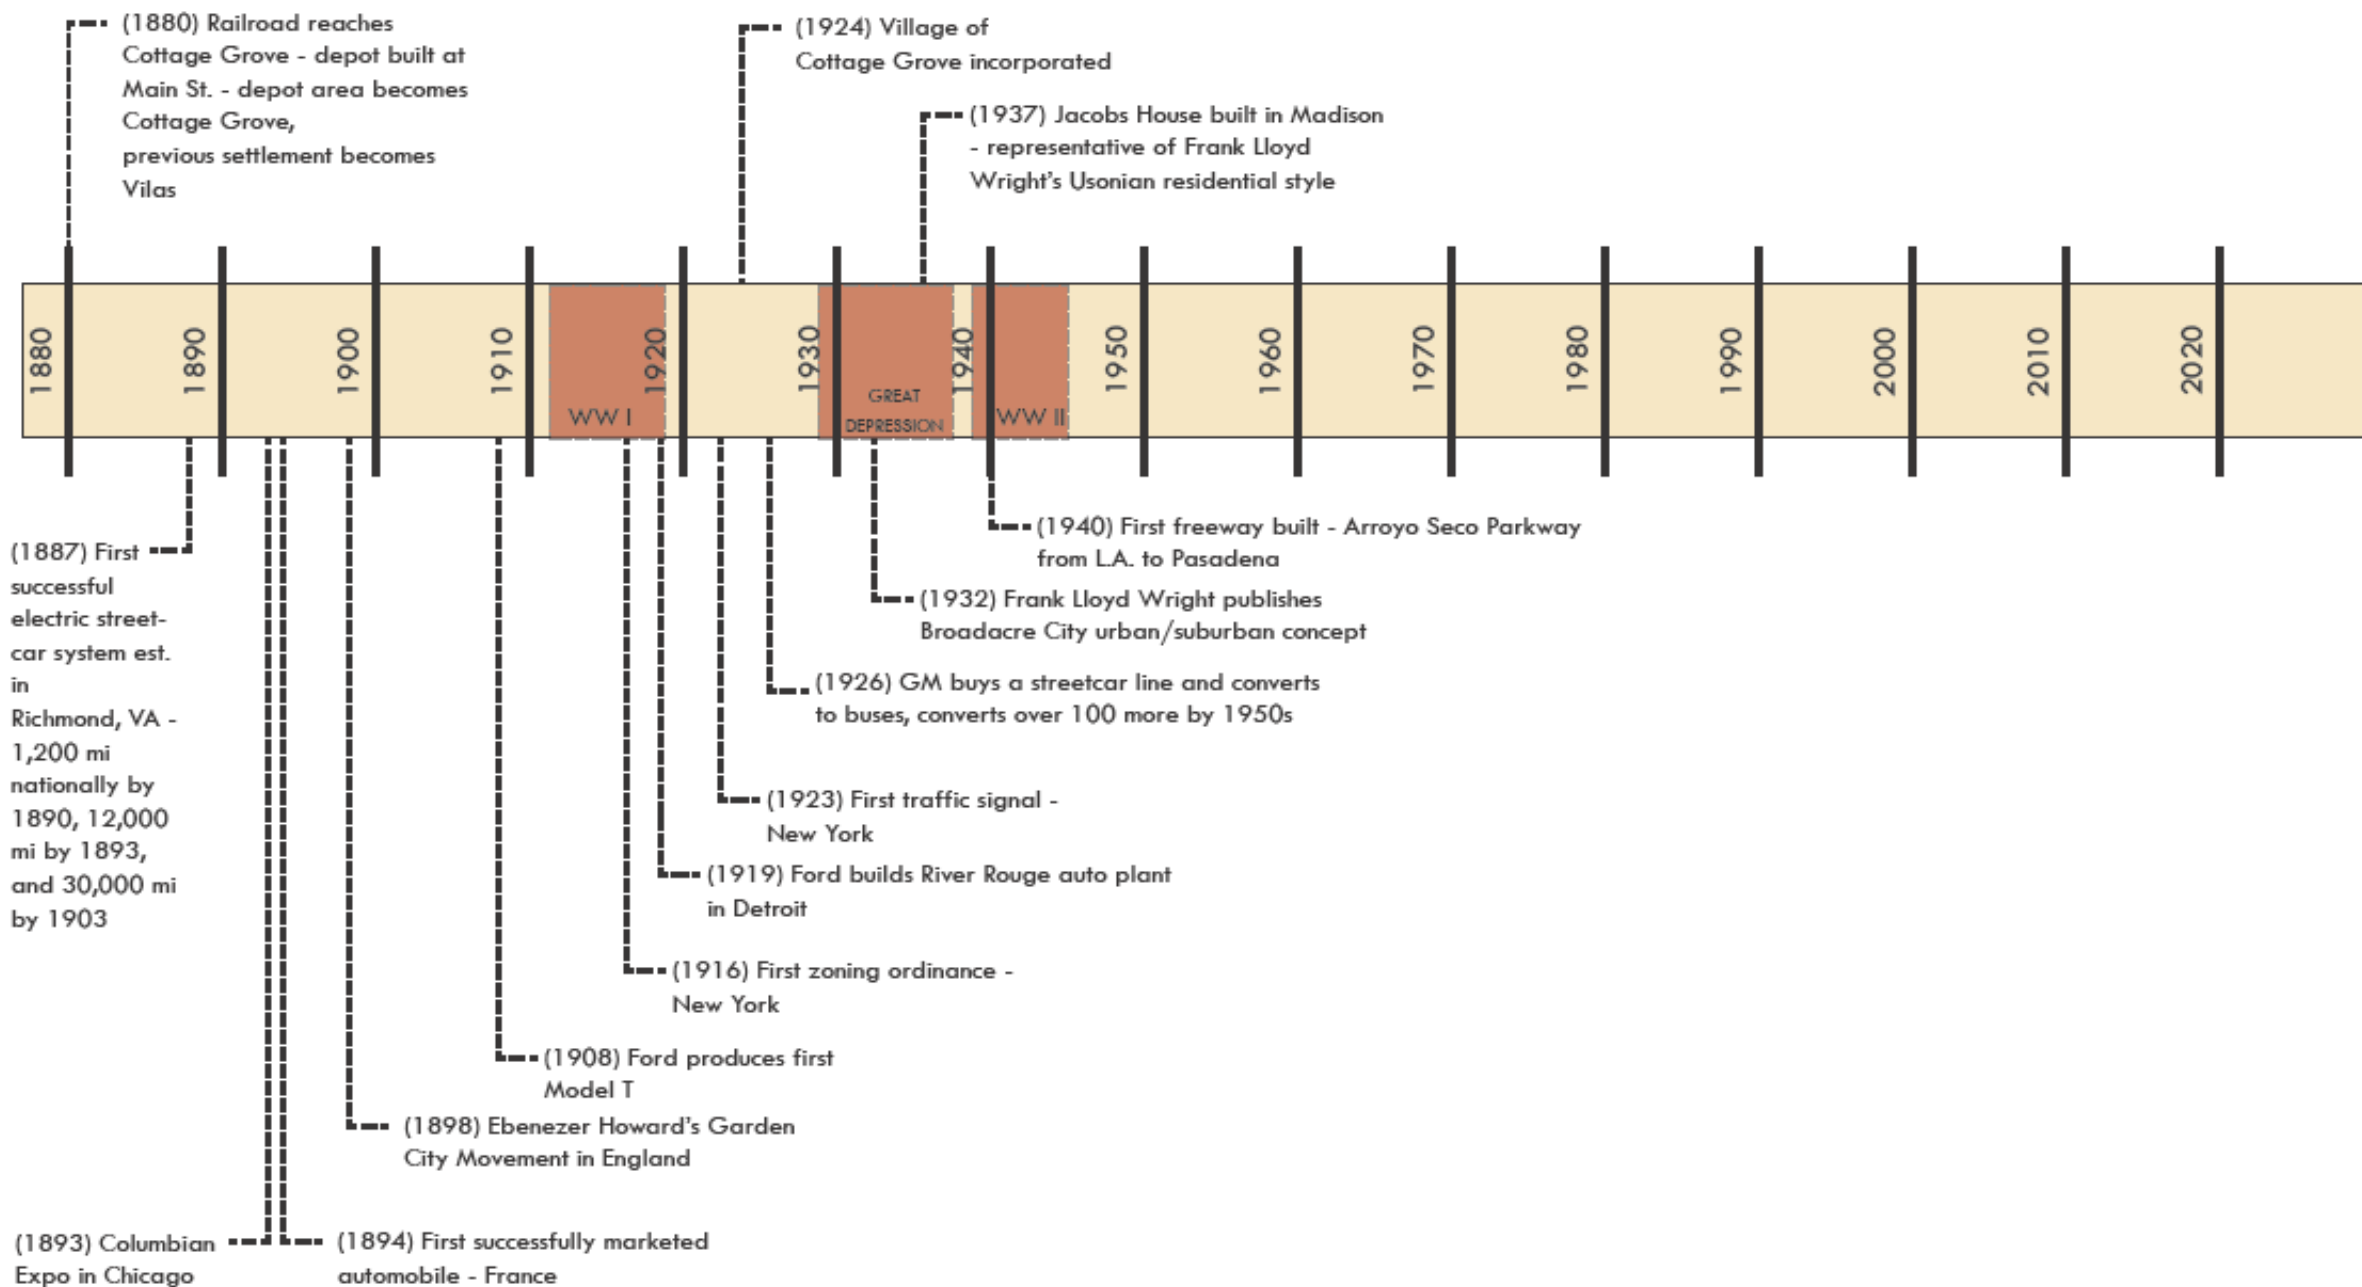 (1880) Railroad reaches
Cottage Grove - depot built at
Main St. - depot area becomes
Cottage Grove,
previous settlement becomes
Vilas
(1924) Village of
Cottage Grove incorporated
(1937) Jacobs House built in Madison
- representative of Frank Lloyd
Wright's Usonian residential style
1880
1890
1900
1910
1920
1930
1940
1950
1960
1970
1980
1990
2000
2010
2020
WW I
GREAT
DEPRESSION
WW II
(1887) First
successful
electric street-
car system est.
in
Richmond, VA -
1,200 mi
nationally by
1890, 12,000
mi by 1893,
and 30,000 mi
by 1903
(1940) First freeway built - Arroyo Seco Parkway
from L.A. to Pasadena
(1932) Frank Lloyd Wright publishes
Broadacre City urban/suburban concept
(1926) GM buys a streetcar line and converts
to buses, converts over 100 more by 1950s
(1923) First traffic signal -
New York
(1919) Ford builds River Rouge auto plant
in Detroit
(1916) First zoning ordinance -
New York
(1908) Ford produces first
Model T
(1898) Ebenezer Howard's Garden
City Movement in England
(1893) Columbian
Expo in Chicago
(1894) First successfully marketed
automobile - France